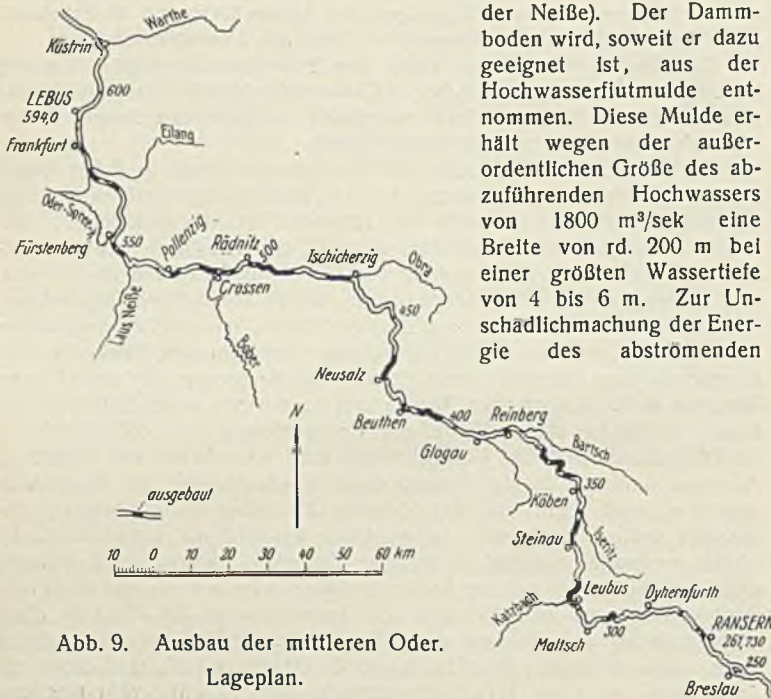 der Neiße). Der Damm-
boden wird, soweit er dazu
geeignet ist, aus der
Hochwasserflutmulde ent-
nommen. Diese Mulde er-
hält wegen der außer-
ordentlichen Größe des ab-
zuführenden Hochwassers
von 1800 m³/sek eine
Breite von rd. 200 m bei
einer größten Wassertiefe
von 4 bis 6 m. Zur Un-
schädlichmachung der Ener-
gie des abströmenden
Warthe
Küstrin
600
LEBUS
594,0
Frankfurt
Eilang
Oder-Spree-K.
Fürstenberg
550
Pollenzig
Rädnitz
500
Tschicherzig
Obra
Crossen
Laus. Neiße
Bober
450
Neusalz
Beuthen
400
Reinberg
Glogau
Bartsch
N
ausgebaut
350
Köben
Steinau
Iseritz
10 0 10 20 30 40 50 60 km
Leubus
Dyhernfurth
Katzbach
Maltsch
300
RANSERN
261,730
250
Breslau
Abb. 9. Ausbau der mittleren Oder.
Lageplan.